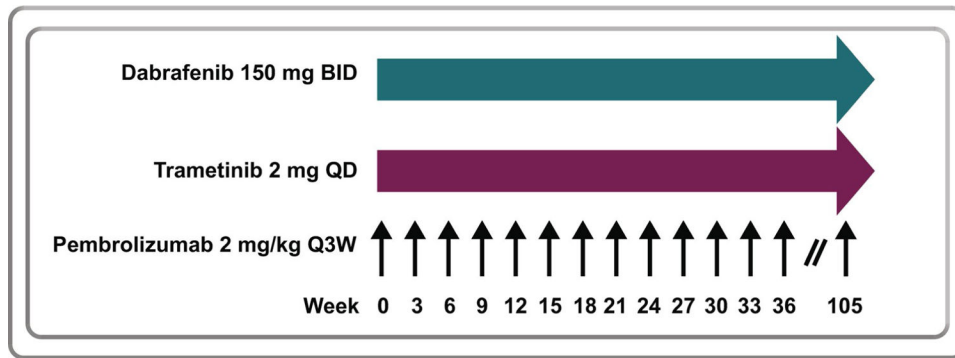 Dabrafenib 150 mg BID
Trametinib 2 mg QD
Pembrolizumab 2 mg/kg Q3W
//
Week 0 3 6 9 12 15 18 21 24 27 30 33 36 105